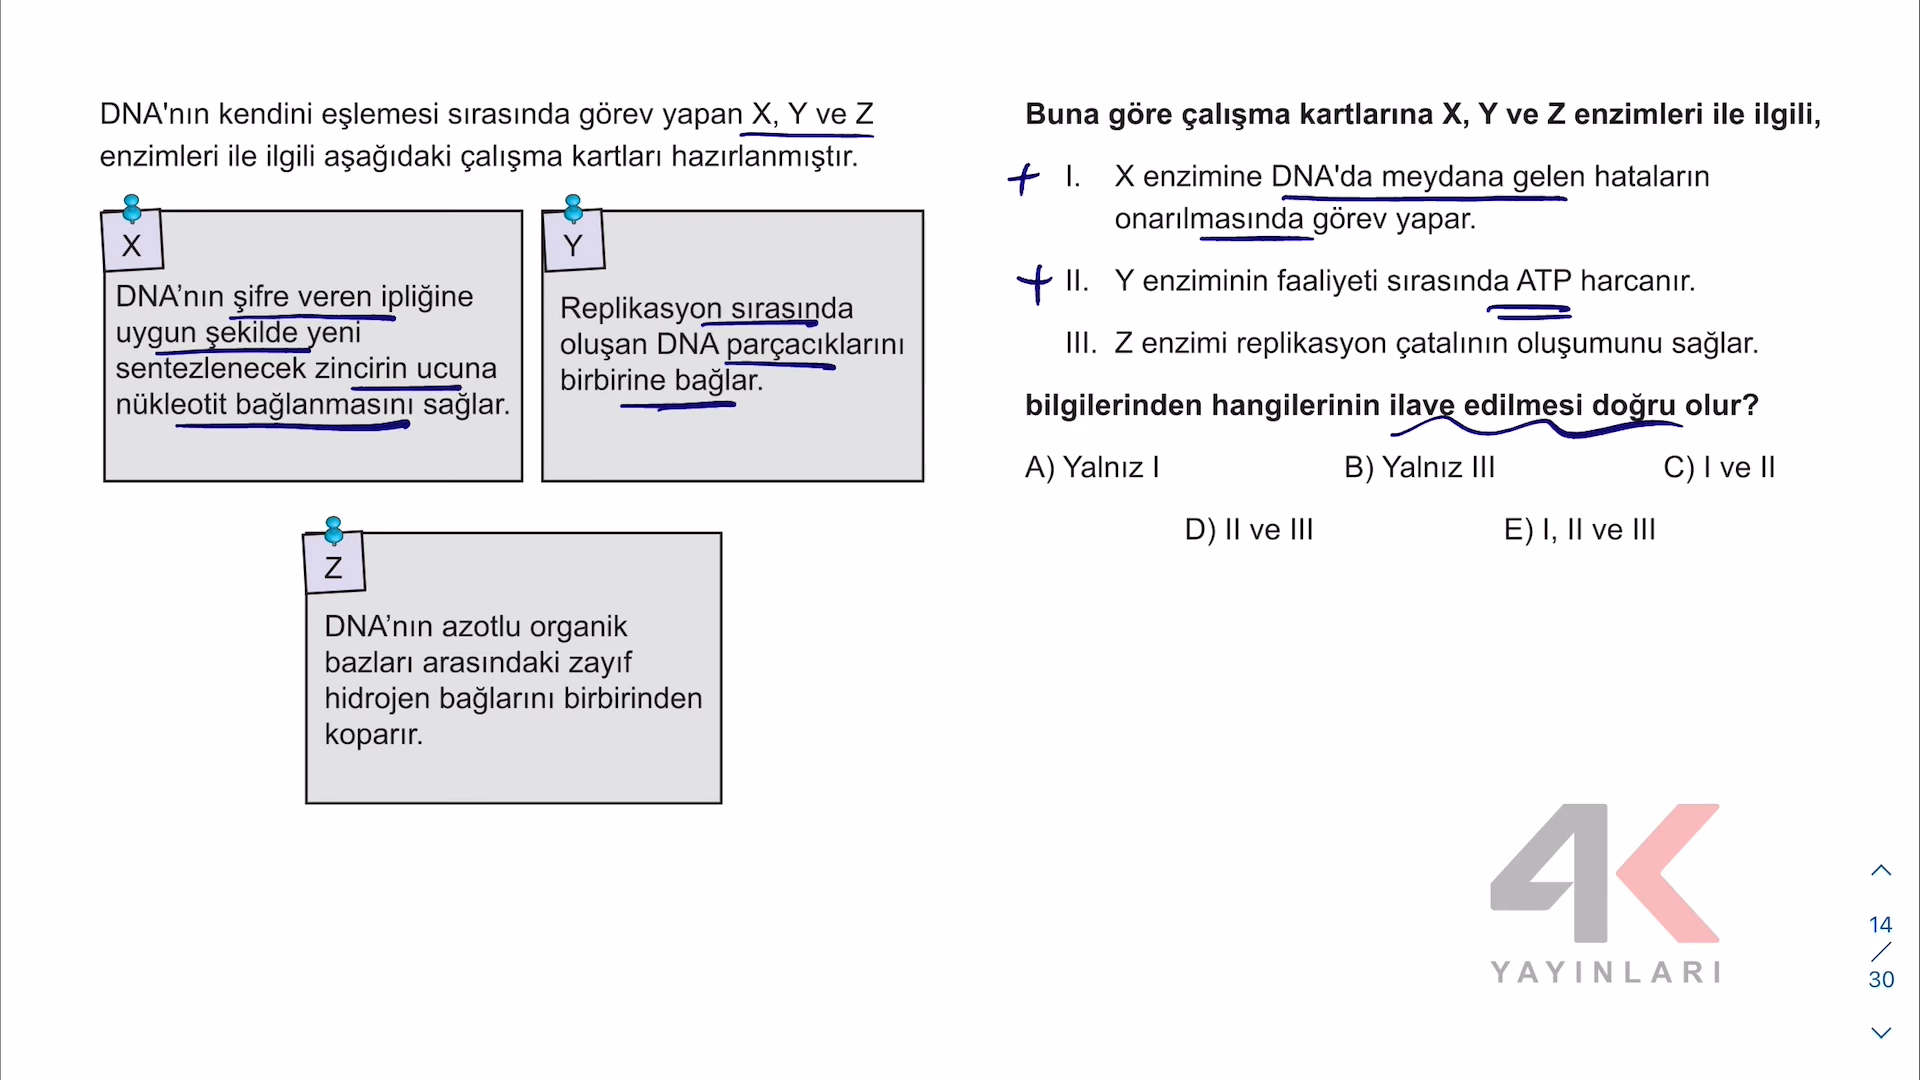 DNA'nın kendini eşlemesi sırasında görev yapan X, Y ve Z
enzimleri ile ilgili aşağıdaki çalışma kartları hazırlanmıştır.
X
DNA’nın şifre veren ipliğine
uygun şekilde yeni
sentezlenecek zincirin ucuna
nükleotit bağlanmasını sağlar.
Y
Replikasyon sırasında
oluşan DNA parçacıklarını
birbirine bağlar.
Z
DNA’nın azotlu organik
bazları arasındaki zayıf
hidrojen bağlarını birbirinden
koparır.
Buna göre çalışma kartlarına X, Y ve Z enzimleri ile ilgili,
+ I. X enzimine DNA'da meydana gelen hataların
onarılmasında görev yapar.
+ II. Y enziminin faaliyeti sırasında ATP harcanır.
III. Z enzimi replikasyon çatalının oluşumunu sağlar.
bilgilerinden hangilerinin ilave edilmesi doğru olur?
A) Yalnız I B) Yalnız III C) I ve II
D) II ve III E) I, II ve III
4K
YAYINLARI
14
/
30